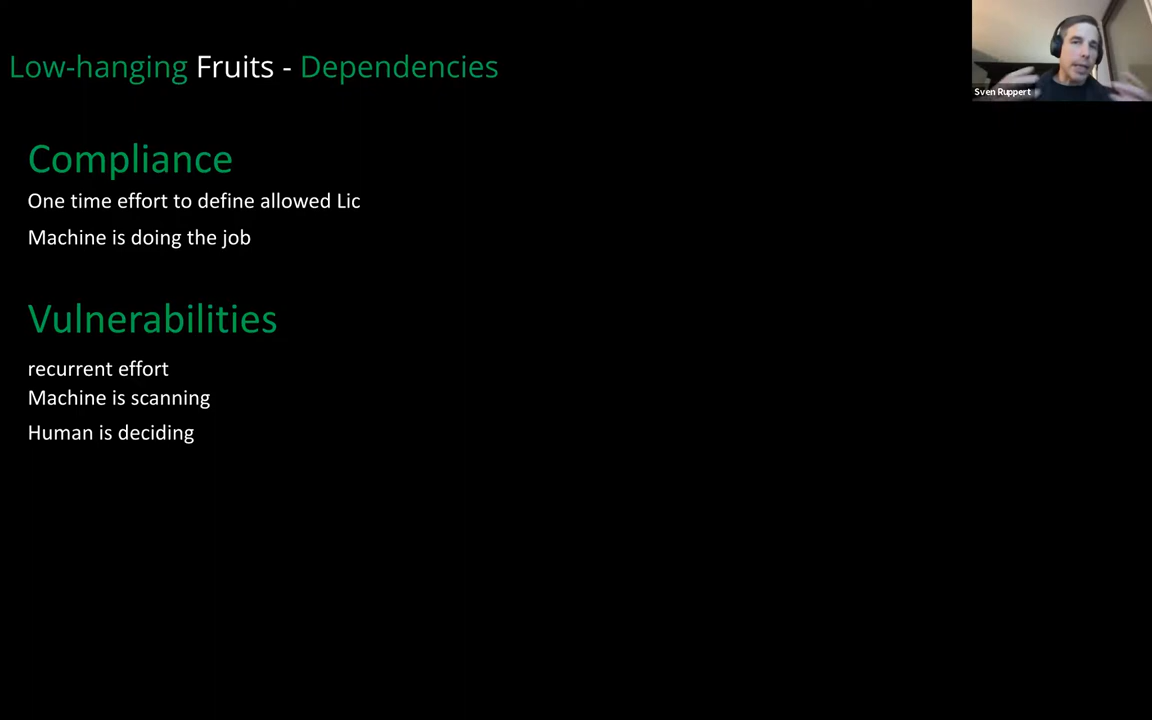 Low-hanging Fruits - Dependencies
Sven Ruppert
Compliance
One time effort to define allowed Lic
Machine is doing the job
Vulnerabilities
recurrent effort
Machine is scanning
Human is deciding